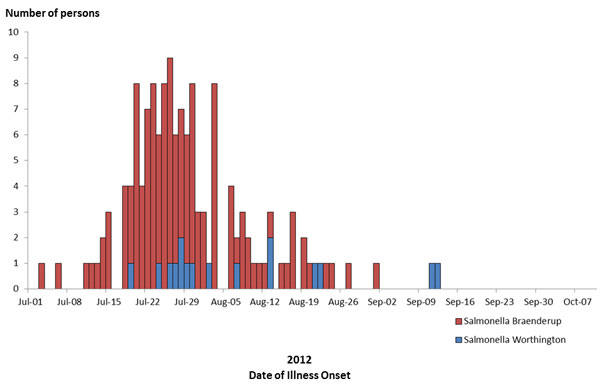 Number of persons
10
9
8
7
6
5
4
3
2
1
0
Jul-01 Jul-08 Jul-15 Jul-22 Jul-29 Aug-05 Aug-12 Aug-19 Aug-26 Sep-02 Sep-09 Sep-16 Sep-23 Sep-30 Oct-07
Salmonella Braenderup
Salmonella Worthington
2012
Date of Illness Onset